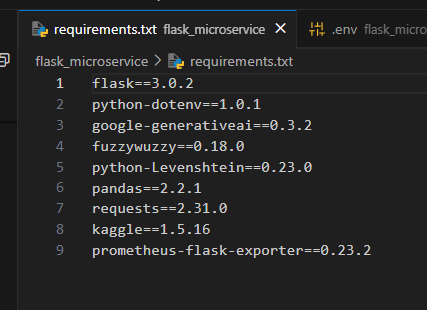 requirements.txt flask_microservice × .env flask_micro
flask_microservice > requirements.txt
1 flask==3.0.2
2 python-dotenv==1.0.1
3 google-generativeai==0.3.2
4 fuzzywuzzy==0.18.0
5 python-Levenshtein==0.23.0
6 pandas==2.2.1
7 requests==2.31.0
8 kaggle==1.5.16
9 prometheus-flask-exporter==0.23.2